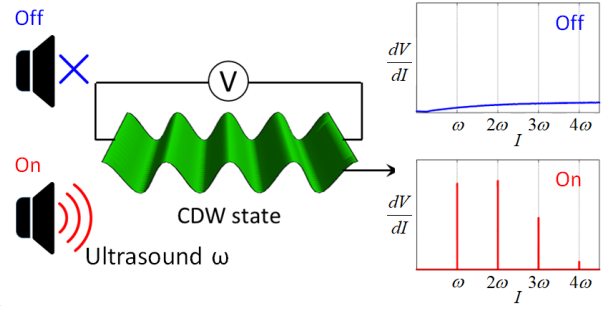 Off
V
On
CDW state
Ultrasound ω
dV
dI
Off
ω 2ω 3ω 4ω
I
dV
dI
On
ω 2ω 3ω 4ω
I